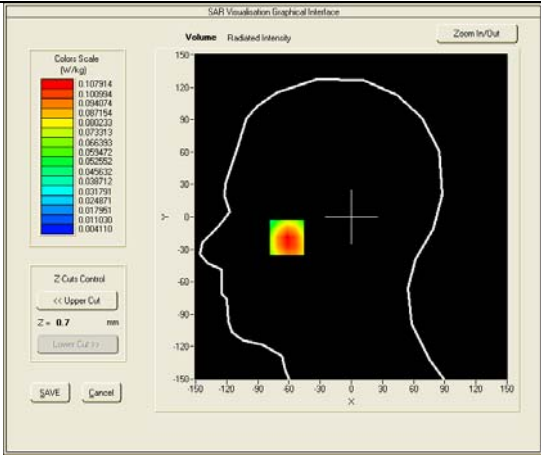 SAR Visualisation Graphical Interface
Volume Radiated Intensity
Zoom In/Out
Colors Scale
(W/kg)
0.107914
0.100994
0.094074
0.087154
0.080233
0.073313
0.066393
0.059472
0.052552
0.045632
0.038712
0.031791
0.024871
0.017951
0.011030
0.004110
150
120
90
60
30
0
-30
-60
-90
-120
-150
Y
-150 -120 -90 -60 -30 0 30 60 90 120 150
X
Z Cuts Control
<< Upper Cut
Z = 0.7 mm
Lower Cut >>
SAVE Cancel